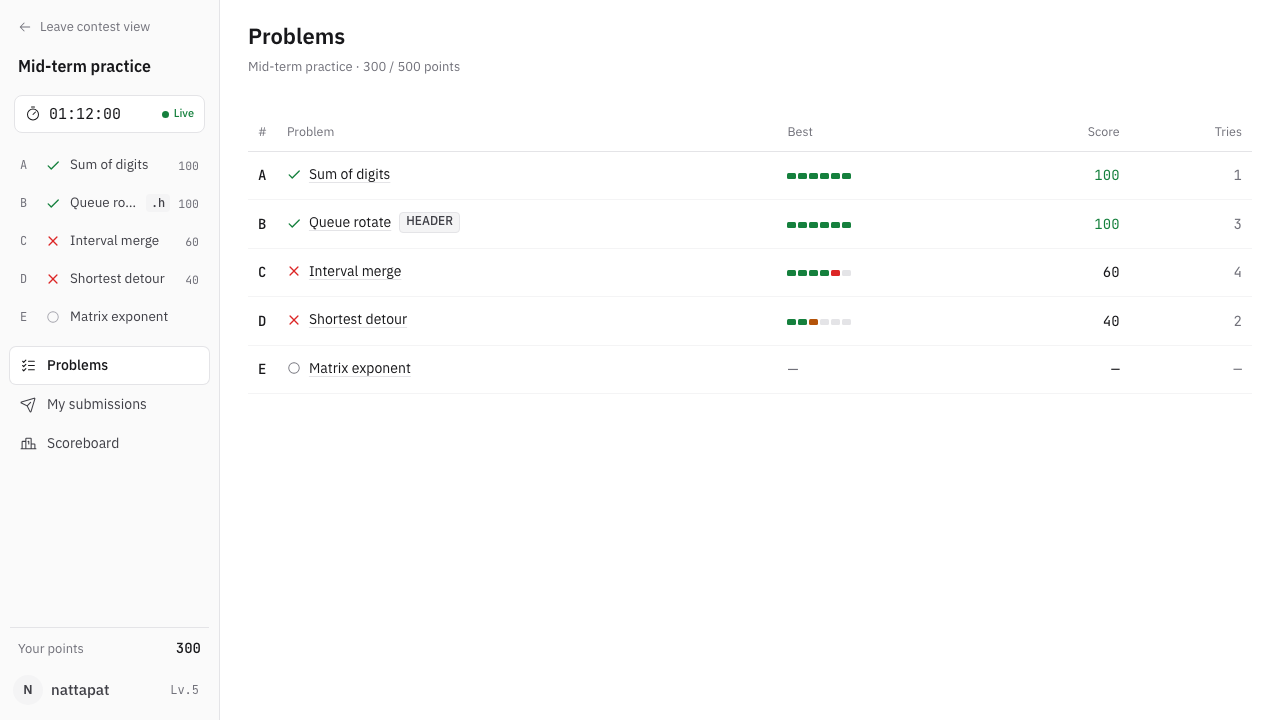 Leave contest view
Mid-term practice
01:12:00 Live
A Sum of digits 100
B Queue ro... .h 100
C Interval merge 60
D Shortest detour 40
E Matrix exponent
Problems
My submissions
Scoreboard
Your points 300
N nattapat Lv.5
Problems
Mid-term practice · 300 / 500 points
# Problem Best Score Tries
A Sum of digits 100 1
B Queue rotate HEADER 100 3
C Interval merge 60 4
D Shortest detour 40 2
E Matrix exponent — — —